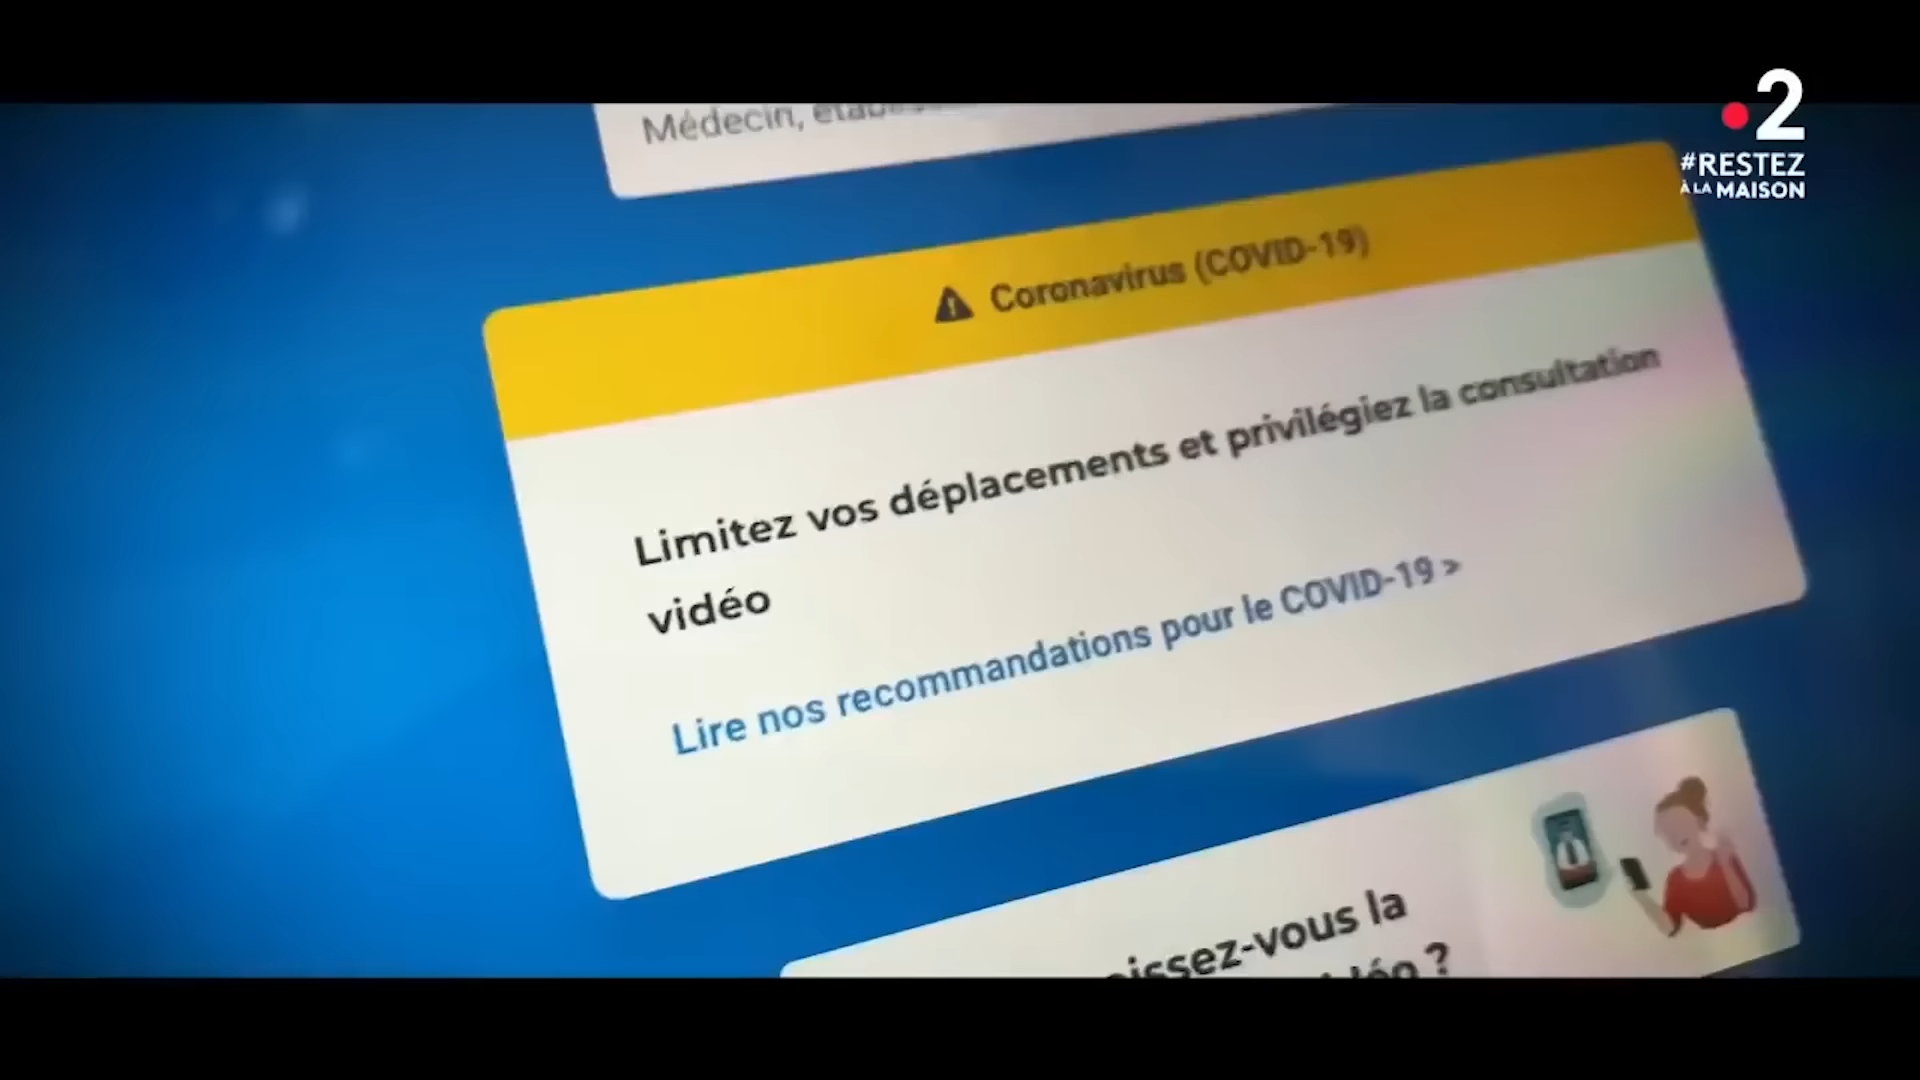 2
#RESTEZ
À LA MAISON
Médecin,
Coronavirus (COVID-19)
Limitez vos déplacements et privilégiez la consultation
vidéo
Lire nos recommandations pour le COVID-19 >
issez-vous la
?